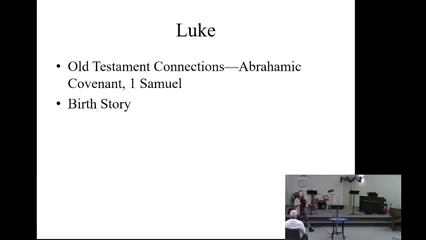 Luke
• Old Testament Connections—Abrahamic
Covenant, 1 Samuel
• Birth Story